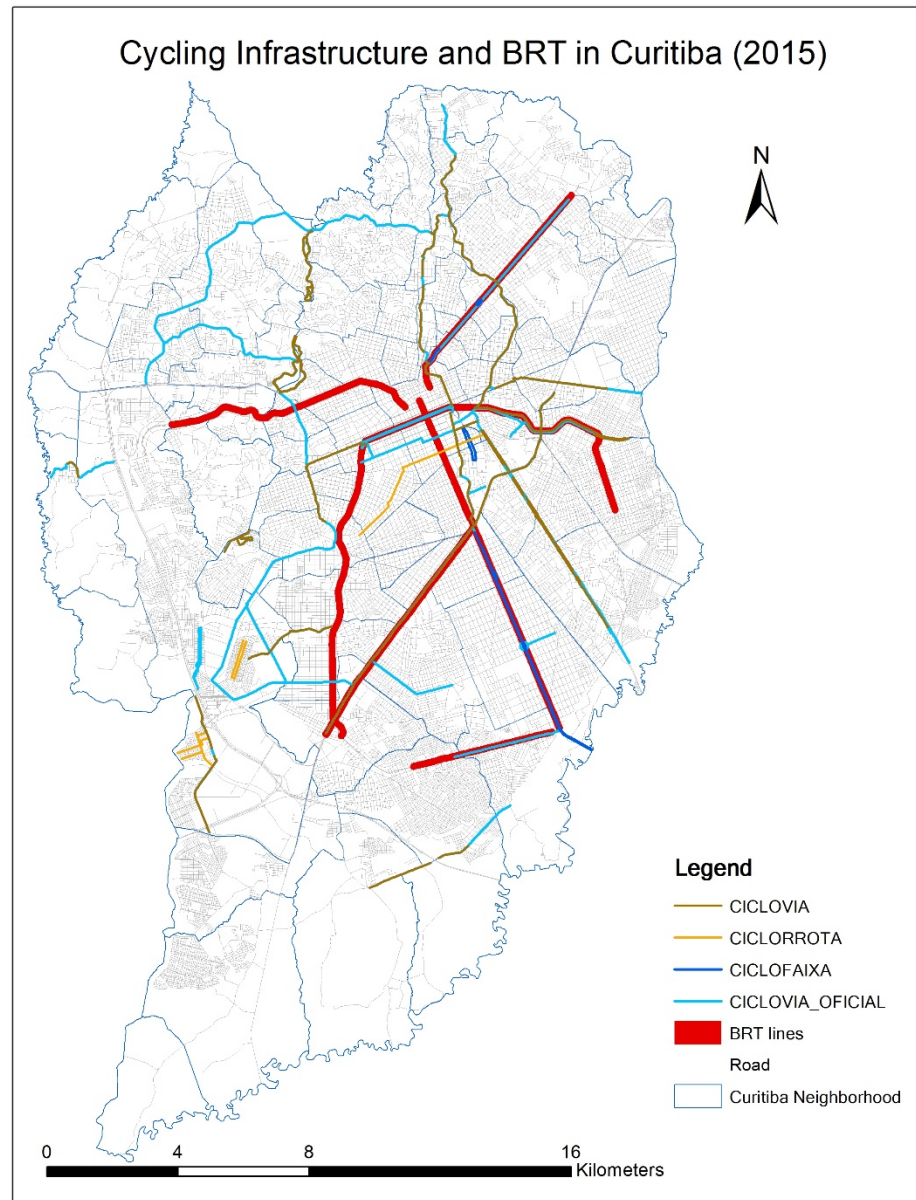 Cycling Infrastructure and BRT in Curitiba (2015)
N
Legend
CICLOVIA
CICLORROTA
CICLOFAIXA
CICLOVIA_OFICIAL
BRT lines
Road
Curitiba Neighborhood
0 4 8 16
Kilometers